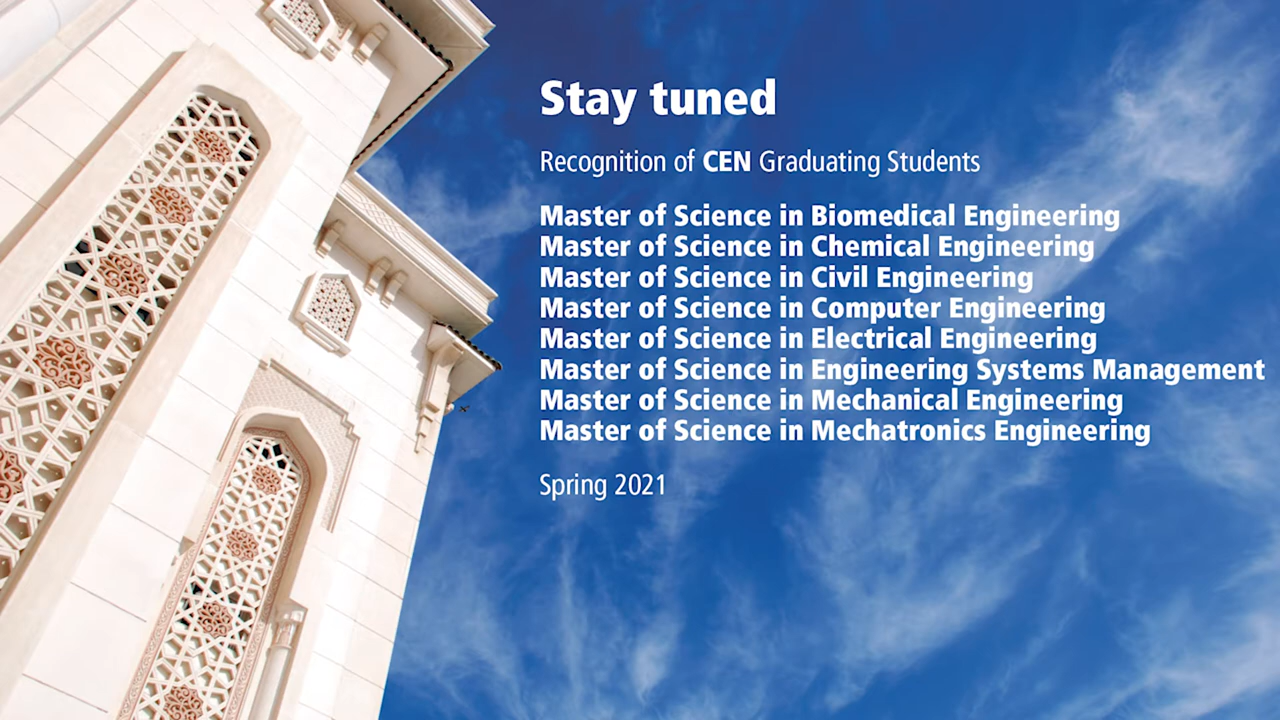 Stay tuned
Recognition of CEN Graduating Students
Master of Science in Biomedical Engineering
Master of Science in Chemical Engineering
Master of Science in Civil Engineering
Master of Science in Computer Engineering
Master of Science in Electrical Engineering
Master of Science in Engineering Systems Management
Master of Science in Mechanical Engineering
Master of Science in Mechatronics Engineering
Spring 2021